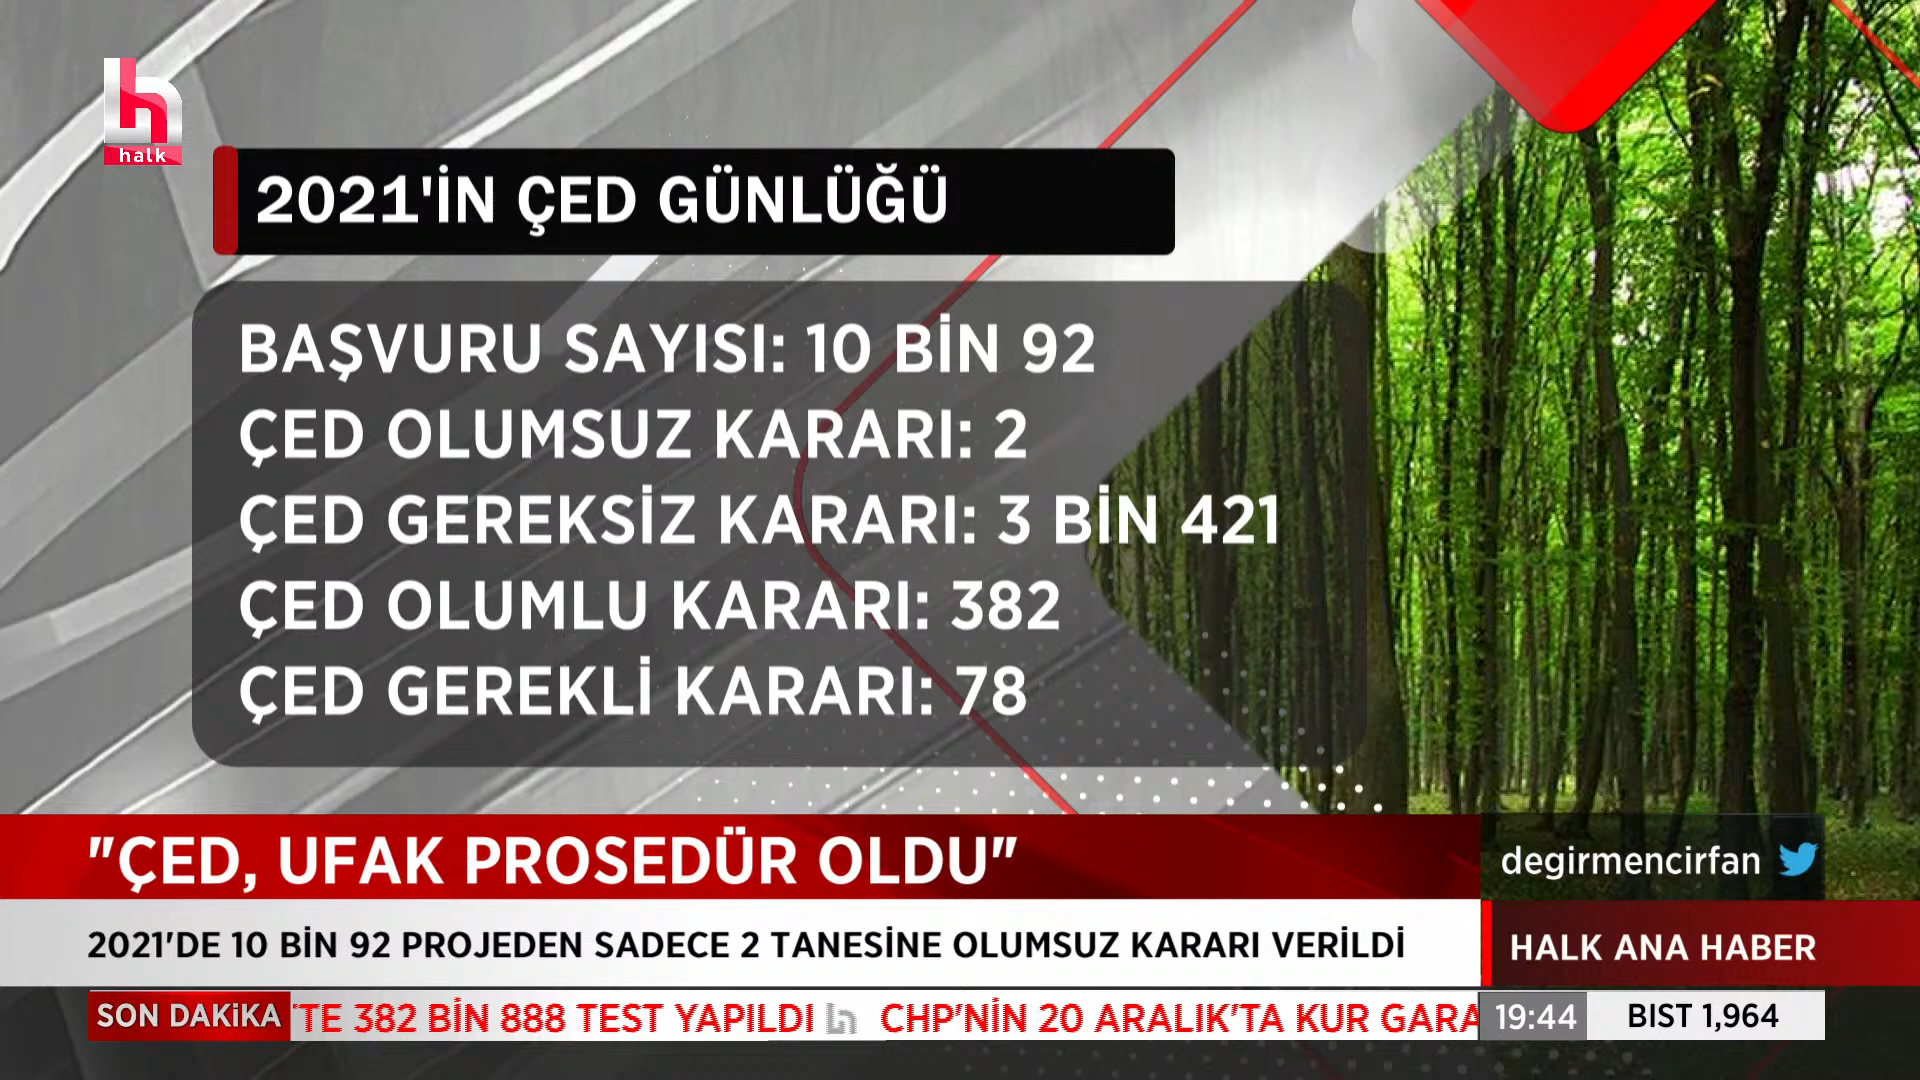 halk
2021'İN ÇED GÜNLÜĞÜ
BAŞVURU SAYISI: 10 BİN 92
ÇED OLUMSUZ KARARI: 2
ÇED GEREKSİZ KARARI: 3 BİN 421
ÇED OLUMLU KARARI: 382
ÇED GEREKLİ KARARI: 78
"ÇED, UFAK PROSEDÜR OLDU"
degirmencirfan
2021'DE 10 BİN 92 PROJEDEN SADECE 2 TANESİNE OLUMSUZ KARARI VERİLDİ
HALK ANA HABER
SON DAKİKA 'TE 382 BİN 888 TEST YAPILDI h CHP'NİN 20 ARALIK'TA KUR GARA 19:44 BIST 1,964